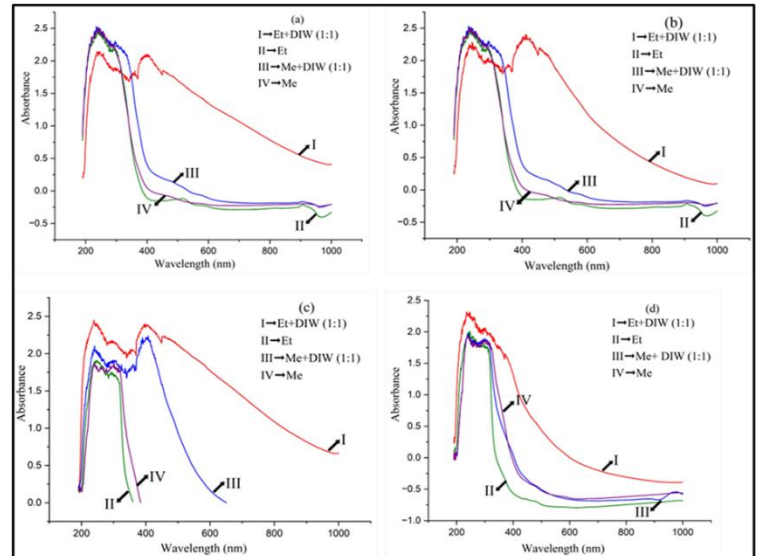 (a)
I→Et+DIW (1:1)
II→Et
III→Me+DIW (1:1)
IV→Me
2.5
2.0
1.5
1.0
0.5
0.0
-0.5
Absorbance
I
III
IV
II
200 400 600 800 1000
Wavelength (nm)
(b)
I→Et+DIW (1:1)
II→Et
III→Me+DIW (1:1)
IV→Me
2.5
2.0
1.5
1.0
0.5
0.0
-0.5
Absorbance
I
III
IV
II
200 400 600 800 1000
Wavelength (nm)
(c)
I→Et+DIW (1:1)
II→Et
III→Me+DIW (1:1)
IV→Me
2.5
2.0
1.5
1.0
0.5
0.0
Absorbance
I
IV
III
II
200 400 600 800 1000
Wavelength (nm)
(d)
I→Et+DIW (1:1)
II→Et
III→Me+ DIW (1:1)
IV→Me
2.5
2.0
1.5
1.0
0.5
0.0
-0.5
-1.0
Absorbance
IV
I
II
III
200 400 600 800 1000
Wavelength (nm)